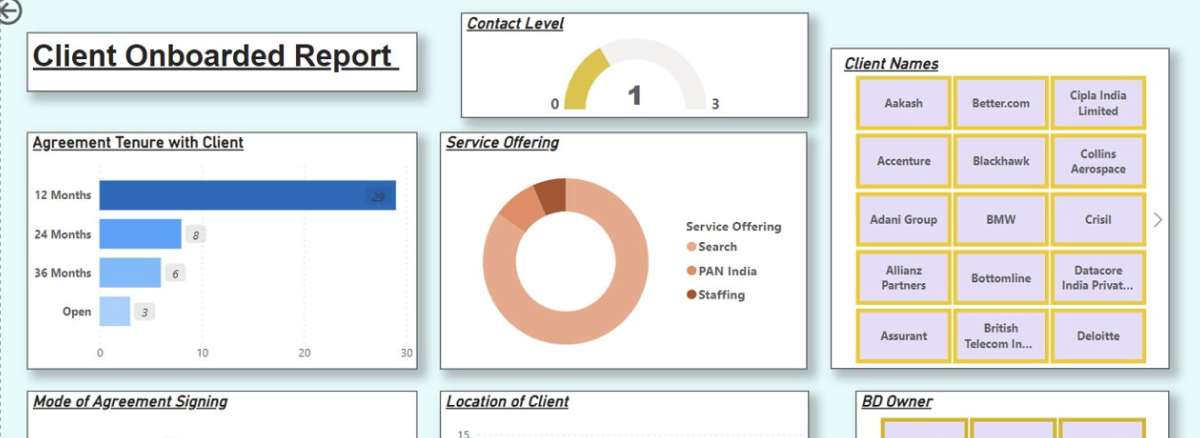 Client Onboarded Report
Contact Level
0
1
3
Client Names
Aakash
Better.com
Cipla India
Limited
Accenture
Blackhawk
Collins
Aerospace
Adani Group
BMW
Crisil
Allianz
Partners
Bottomline
Datacore
India Privat...
Assurant
British
Telecom In...
Deloitte
Agreement Tenure with Client
12 Months
29
24 Months
8
36 Months
6
Open
3
0
10
20
30
Service Offering
Service Offering
Search
PAN India
Staffing
Mode of Agreement Signing
Location of Client
15
BD Owner